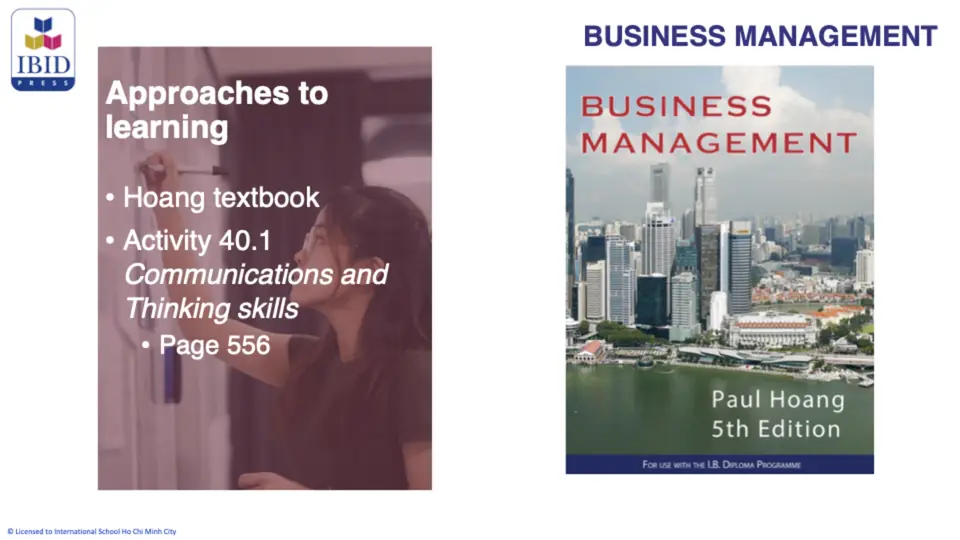 IBID
PRESS
BUSINESS MANAGEMENT
Approaches to
learning
• Hoang textbook
• Activity 40.1
Communications and
Thinking skills
• Page 556
BUSINESS
MANAGEMENT
Paul Hoang
5th Edition
FOR USE WITH THE I.B. DIPLOMA PROGRAMME
© Licensed to International School Ho Chi Minh City